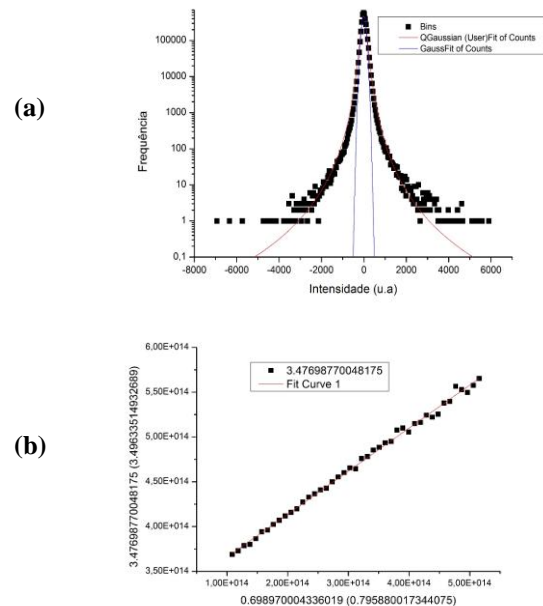 (a)
Bins
QGaussian (User)Fit of Counts
GaussFit of Counts
Frequência
100000
10000
1000
100
10
1
0,1
-8000 -6000 -4000 -2000 0 2000 4000 6000
Intensidade (u.a)
(b)
3.47698770048175
Fit Curve 1
3.47698770048175 (3.49633514932689)
6,00E+014
5,50E+014
5,00E+014
4,50E+014
4,00E+014
3,50E+014
1,00E+014 2,00E+014 3,00E+014 4,00E+014 5,00E+014
0.698970004336019 (0.795880017344075)